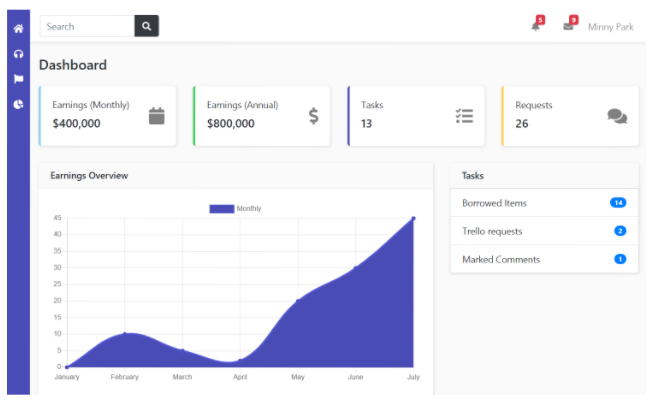 Search
5
9
Minny Park
Dashboard
Earnings (Monthly)
$400,000
Earnings (Annual)
$800,000
Tasks
13
Requests
26
Earnings Overview
Monthly
45
40
35
30
25
20
15
10
5
0
January February March April May June July
Tasks
Borrowed Items 14
Trello requests 2
Marked Comments 1